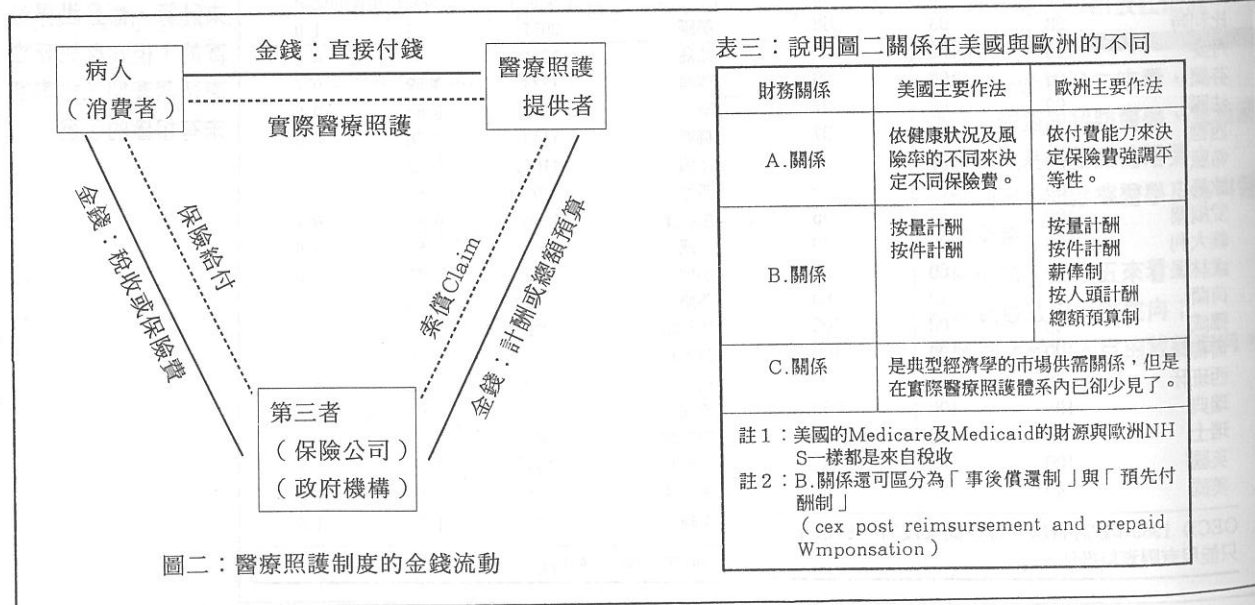 金錢：直接付錢
病人
（消費者）
醫療照護
提供者
實際醫療照護
金錢：稅收或保險費
保險給付
索償Claim
金錢：計酬或總額預算
第三者
（保險公司）
（政府機構）
圖二：醫療照護制度的金錢流動
表三：說明圖二關係在美國與歐洲的不同
財務關係 美國主要作法 歐洲主要作法
A.關係
依健康狀況及風
險率的不同來決
定不同保險費。
依付費能力來決
定保險費強調平
等性。
B.關係
按量計酬
按件計酬
按量計酬
按件計酬
薪俸制
按人頭計酬
總額預算制
C.關係
是典型經濟學的市場供需關係，但是
在實際醫療照護體系內已卻少見了。
註1：美國的Medicare及Medicaid的財源與歐洲NH
S一樣都是來自稅收
註2：B.關係還可區分為「事後償還制」與「預先付
酬制」
（cex post reimsursement and prepaid
Wmponsation）